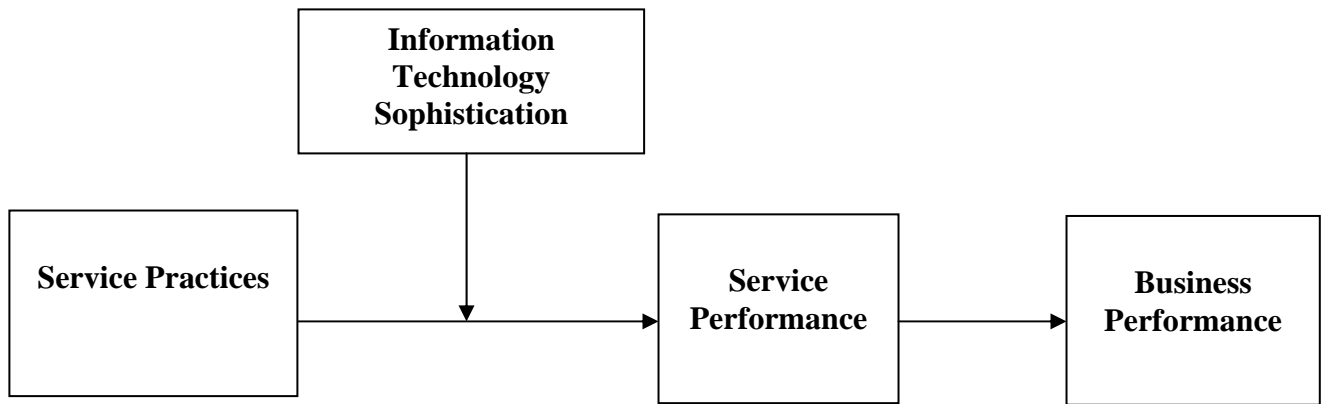 Information
Technology
Sophistication
Service Practices
Service
Performance
Business
Performance